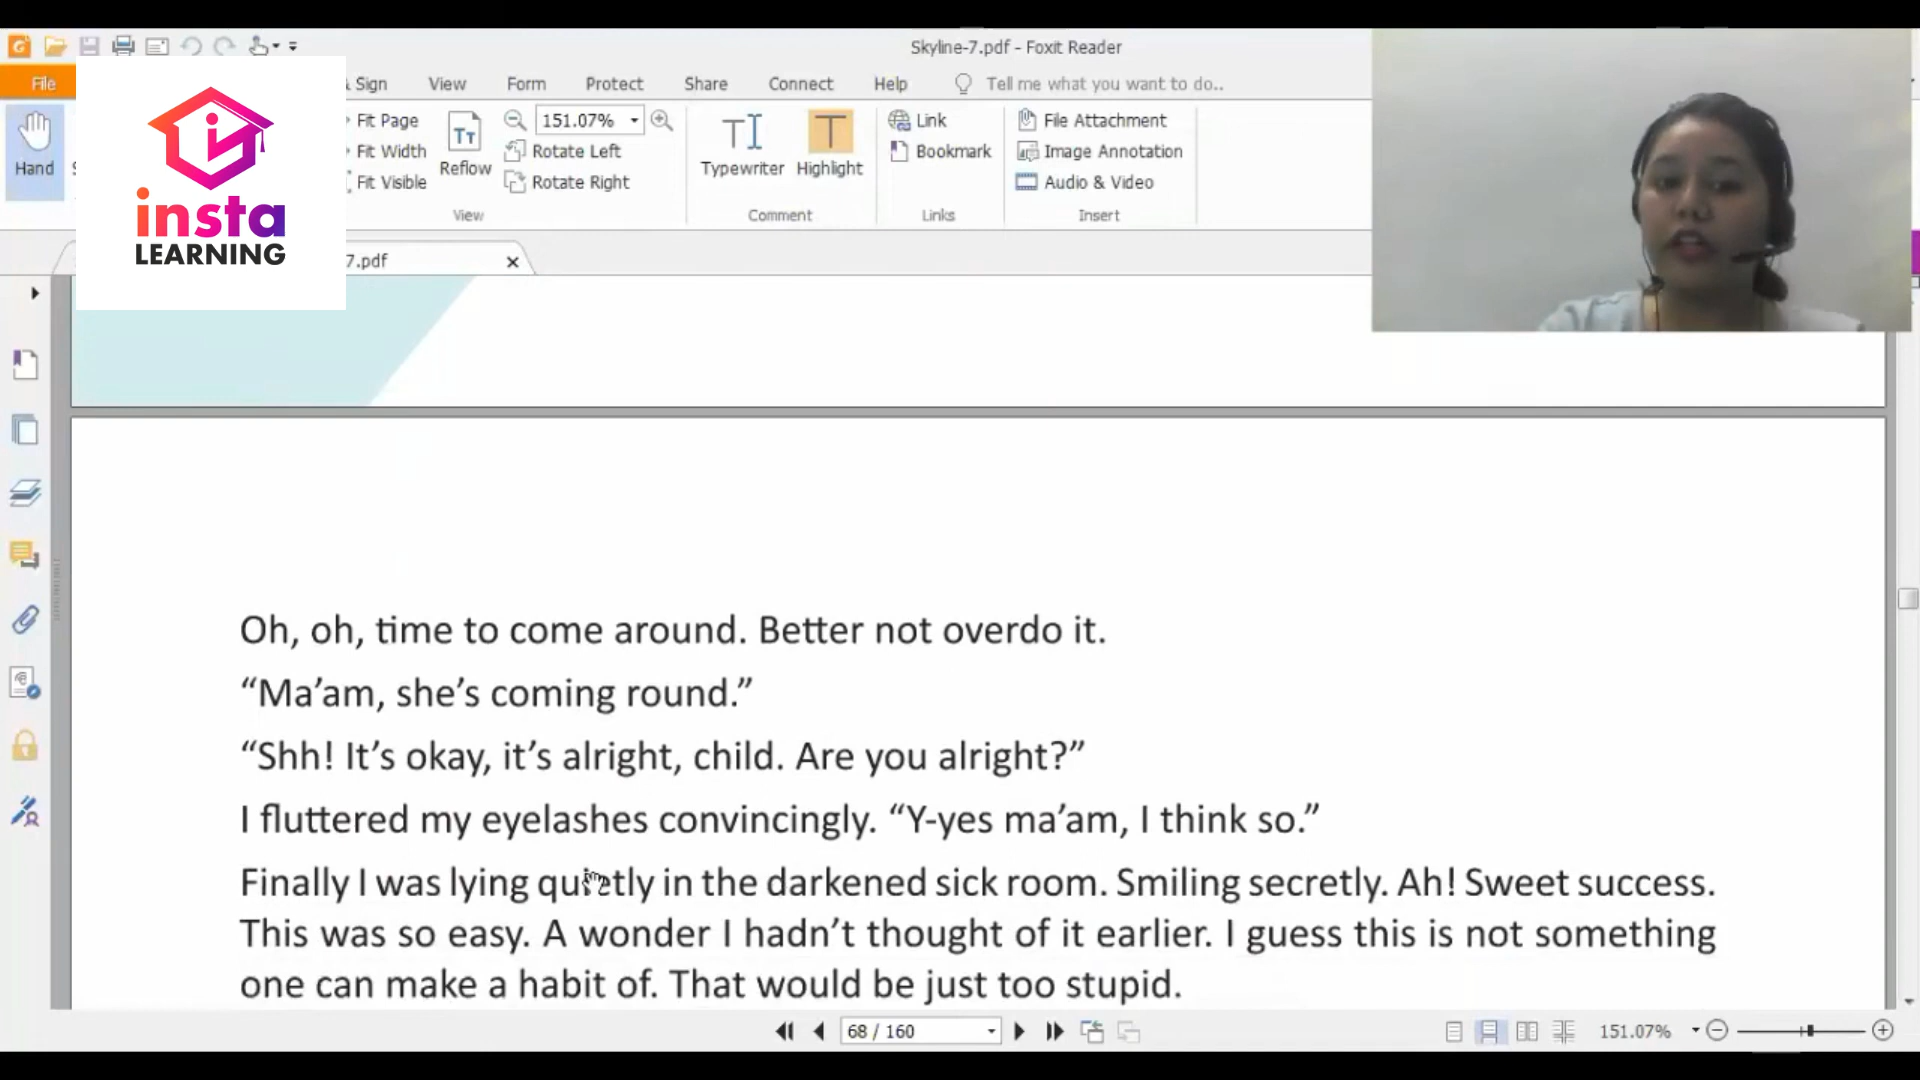 Skyline-7.pdf - Foxit Reader
File
& Sign
View
Form
Protect
Share
Connect
Help
Tell me what you want to do..
Hand
Fit Page
Fit Width
Fit Visible
Reflow
151.07%
Rotate Left
Rotate Right
View
Typewriter
Highlight
Comment
Link
Bookmark
Links
File Attachment
Image Annotation
Audio & Video
Insert
insta
LEARNING
7.pdf
Oh, oh, time to come around. Better not overdo it.
“Ma’am, she’s coming round.”
“Shh! It’s okay, it’s alright, child. Are you alright?”
I fluttered my eyelashes convincingly. “Y-yes ma’am, I think so.”
Finally I was lying quietly in the darkened sick room. Smiling secretly. Ah! Sweet success.
This was so easy. A wonder I hadn’t thought of it earlier. I guess this is not something
one can make a habit of. That would be just too stupid.
68 / 160
151.07%